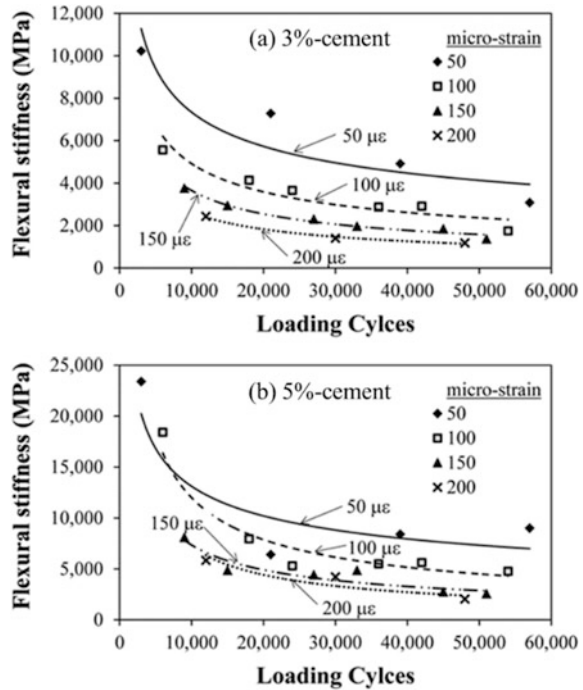 (a) 3%-cement
micro-strain
50
100
150
200
50 με
100 με
150 με
200 με
Flexural stiffness (MPa)
12,000
10,000
8,000
6,000
4,000
2,000
0
0 10,000 20,000 30,000 40,000 50,000 60,000
Loading Cylces
(b) 5%-cement
micro-strain
50
100
150
200
50 με
150 με
100 με
200 με
Flexural stiffness (MPa)
25,000
20,000
15,000
10,000
5,000
0
0 10,000 20,000 30,000 40,000 50,000 60,000
Loading Cylces